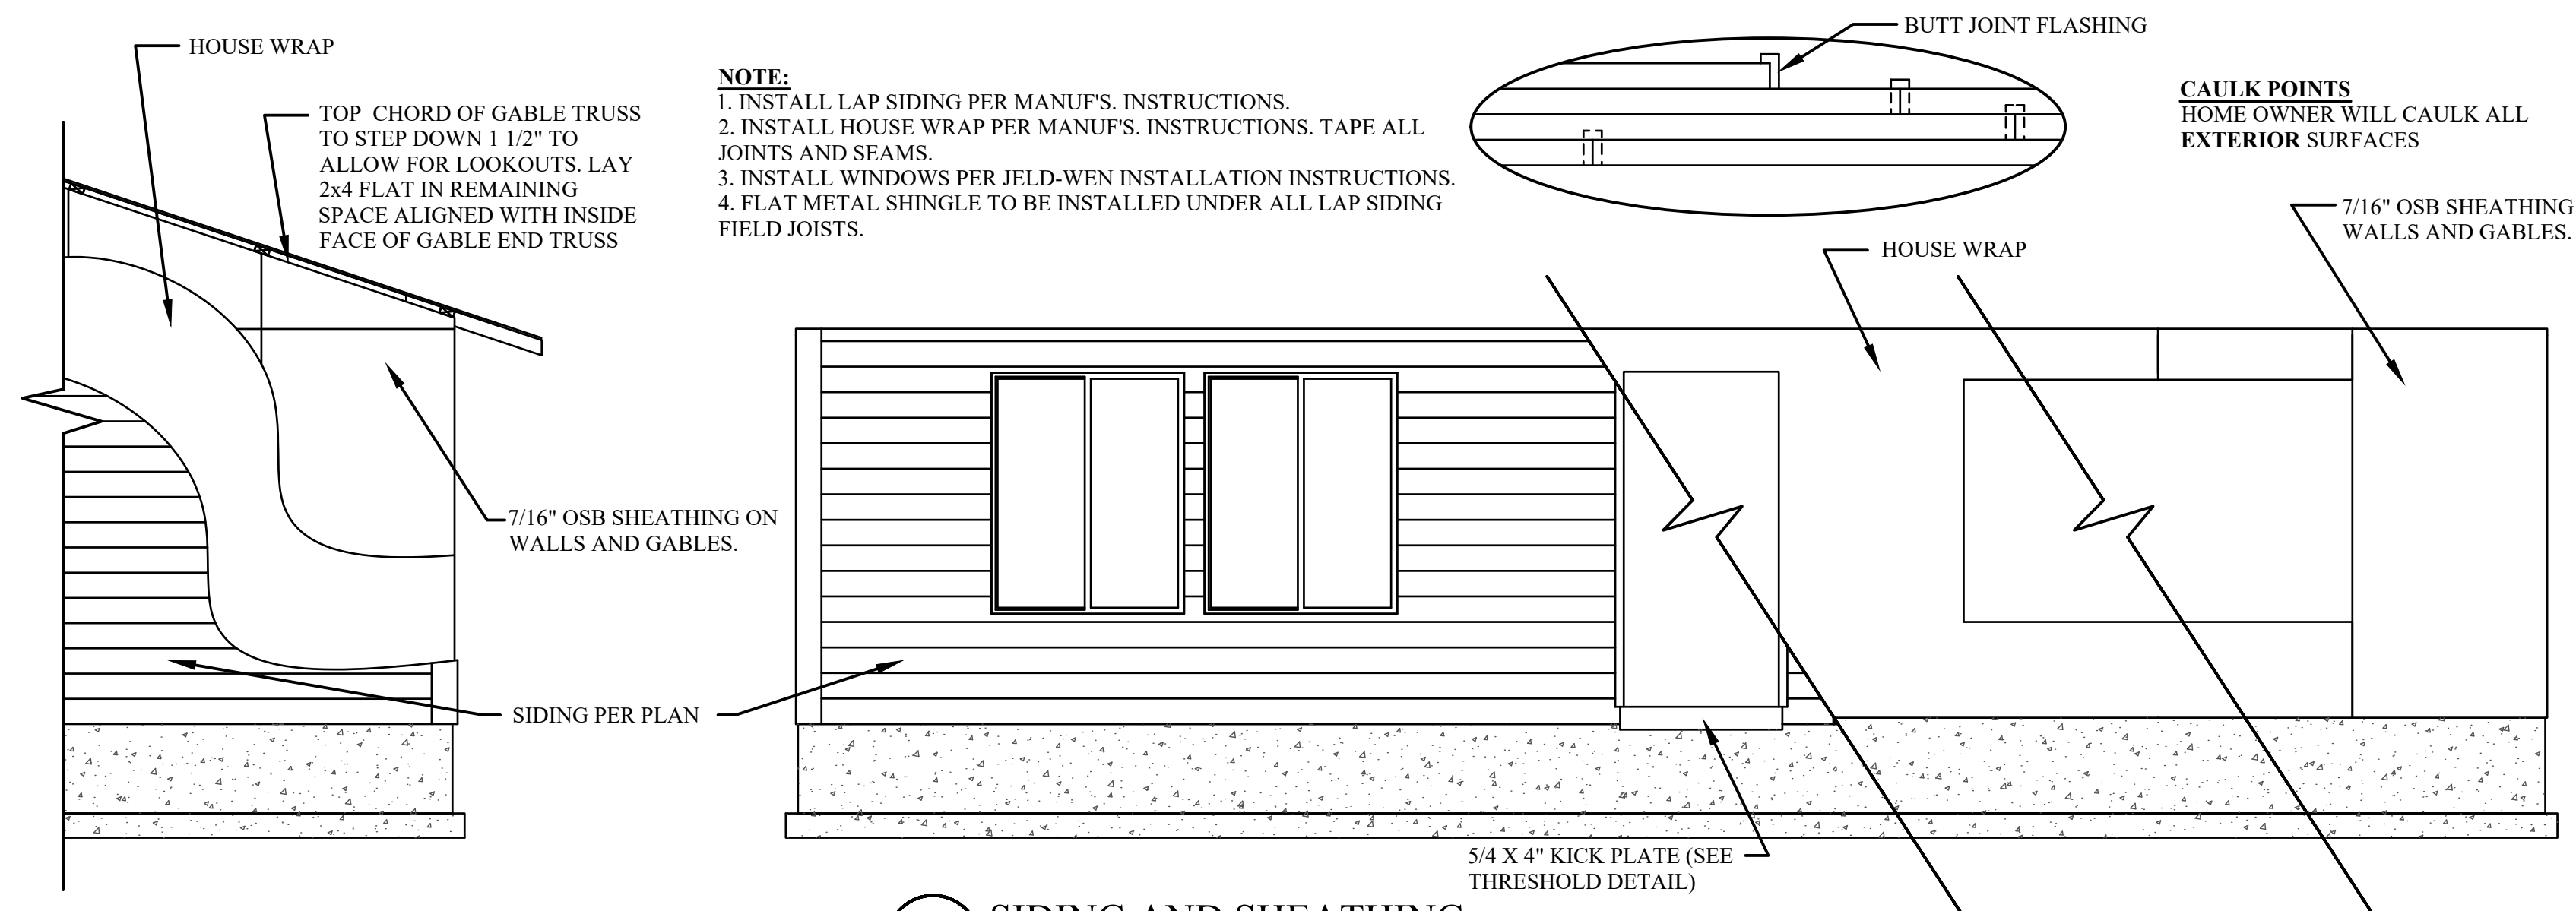 HOUSE WRAP
TOP CHORD OF GABLE TRUSS
TO STEP DOWN 1 1/2" TO
ALLOW FOR LOOKOUTS. LAY
2x4 FLAT IN REMAINING
SPACE ALIGNED WITH INSIDE
FACE OF GABLE END TRUSS
NOTE:
1. INSTALL LAP SIDING PER MANUF'S. INSTRUCTIONS.
2. INSTALL HOUSE WRAP PER MANUF'S. INSTRUCTIONS. TAPE ALL
JOINTS AND SEAMS.
3. INSTALL WINDOWS PER JELD-WEN INSTALLATION INSTRUCTIONS.
4. FLAT METAL SHINGLE TO BE INSTALLED UNDER ALL LAP SIDING
FIELD JOISTS.
BUTT JOINT FLASHING
CAULK POINTS
HOME OWNER WILL CAULK ALL
EXTERIOR SURFACES
7/16" OSB SHEATHING
WALLS AND GABLES.
HOUSE WRAP
7/16" OSB SHEATHING ON
WALLS AND GABLES.
SIDING PER PLAN
5/4 X 4" KICK PLATE (SEE
THRESHOLD DETAIL)
SIDING AND SHEATHING